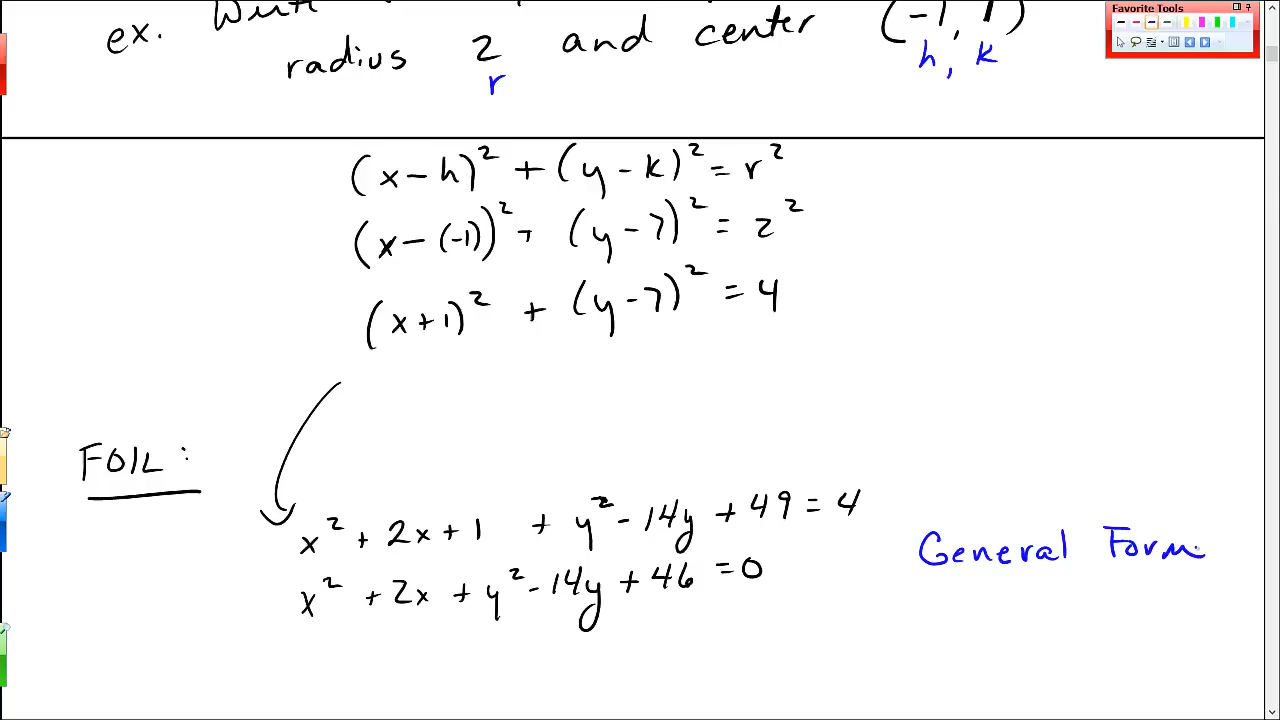 ex.
radius 2 and center (-1, 7)
r h, k
(x-h)² + (y-k)² = r²
(x-(-1))² + (y-7)² = 2²
(x+1)² + (y-7)² = 4
FOIL:
x² + 2x + 1 + y² - 14y + 49 = 4
x² + 2x + y² - 14y + 46 = 0
General Form
Favorite Tools